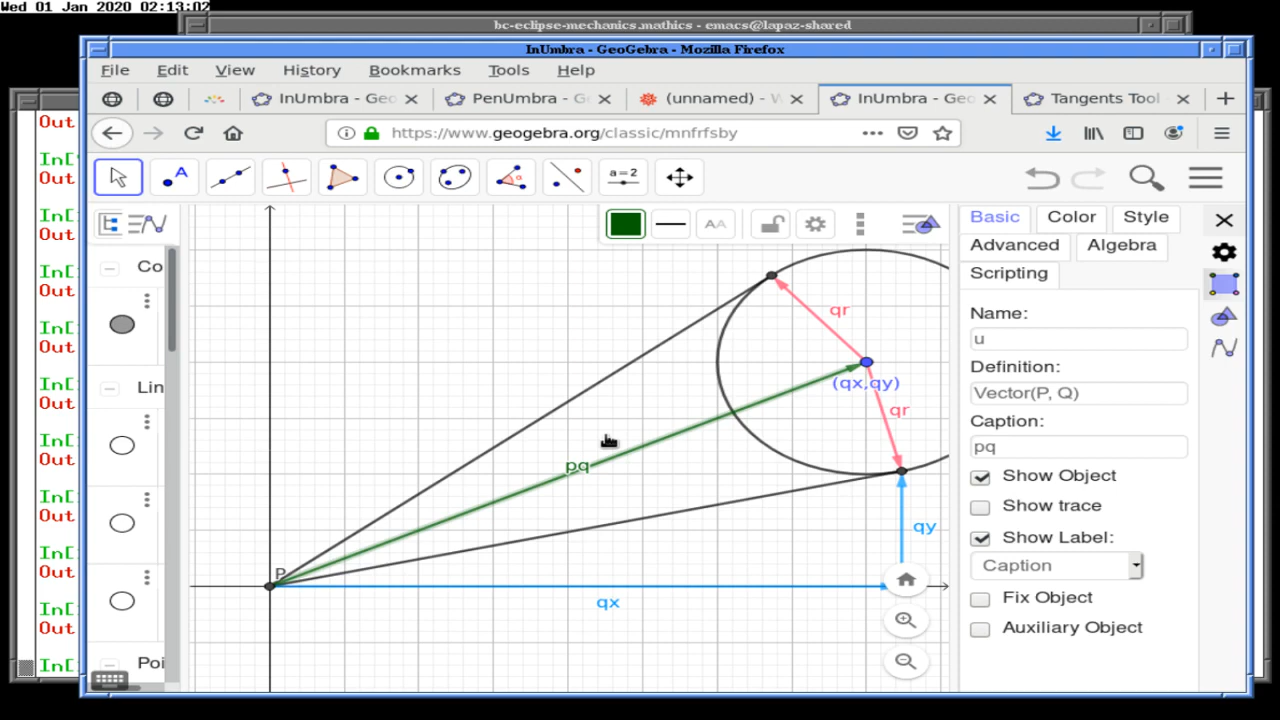 Wed 01 Jan 2020 02:13:02
bc-eclipse-mechanics.mathics - emacs@lapaz-shared
InUmbra - GeoGebra - Mozilla Firefox
File Edit View History Bookmarks Tools Help
InUmbra - Geo PenUmbra - G (unnamed) - InUmbra - Geo Tangents Tool
https://www.geogebra.org/classic/mnfrfsby
A a=2
AA
Basic Color Style
Advanced Algebra
Scripting
Co
Lin
Poi
Name:
u
Definition:
Vector(P, Q)
Caption:
pq
Show Object
Show trace
Show Label:
Caption
Fix Object
Auxiliary Object
qr
(qx,qy)
qr
pq
qy
P
qx
Out
In[
Out
In[
Out
In[
Out
In[
Out
In[
Out
In[
Out
In[
Out
In[
Out
In[
Out
In[
Out
In[